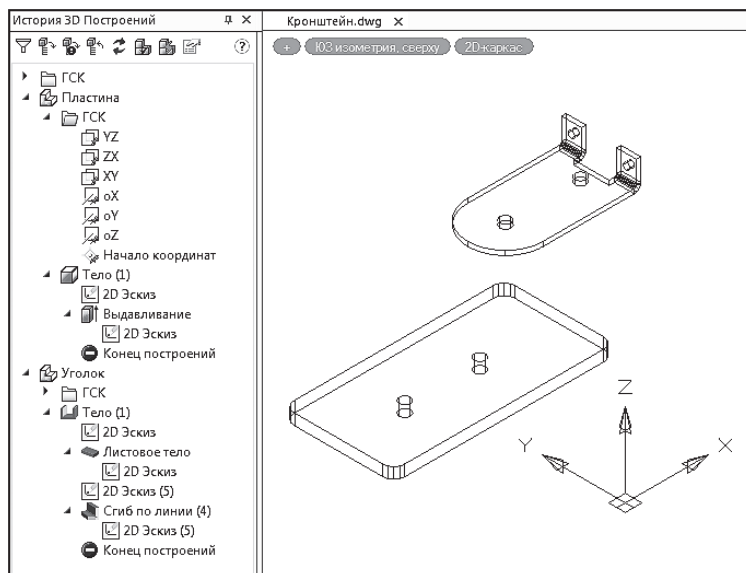 История 3D Построений
ГСК
Пластина
ГСК
YZ
ZX
XY
oX
oY
oZ
Начало координат
Тело (1)
2D Эскиз
Выдавливание
2D Эскиз
Конец построений
Уголок
ГСК
Тело (1)
2D Эскиз
Листовое тело
2D Эскиз
2D Эскиз (5)
Сгиб по линии (4)
2D Эскиз (5)
Конец построений
Кронштейн.dwg
+ ЮЗ изометрия, сверху 2D-каркас
Z
Y X